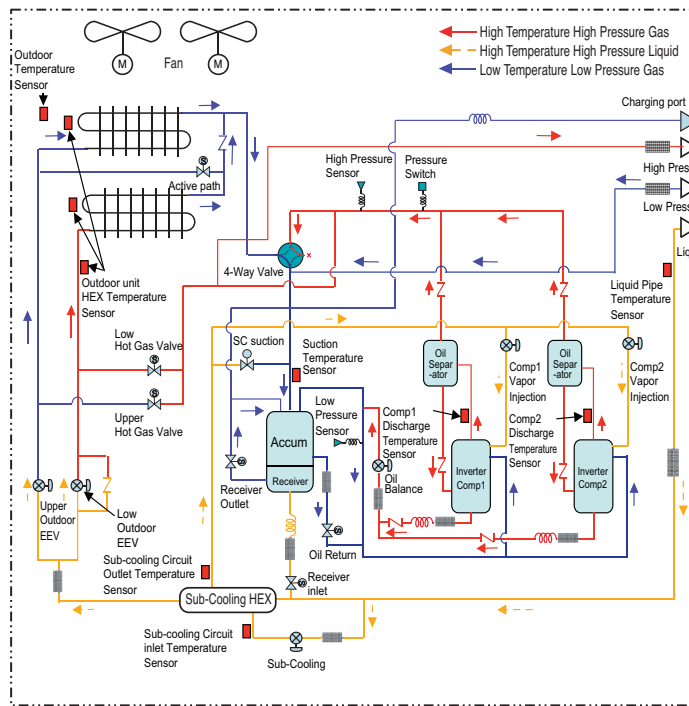 High Temperature High Pressure Gas
High Temperature High Pressure Liquid
Low Temperature Low Pressure Gas
Outdoor
Temperature
Sensor
M
Fan
M
Charging port
High Pres
Low Press
Liq
S
Active path
High Pressure
Sensor
Pressure
Switch
4-Way Valve
Outdoor unit
HEX Temperature
Sensor
Liquid Pipe
Temperature
Sensor
Low
Hot Gas Valve
S
SC suction
Suction
Temperature
Sensor
Upper
Hot Gas Valve
S
Oil
Separ
-ator
Comp1
Vapor
Injection
Oil
Separ
-ator
Comp2
Vapor
Injection
Low
Pressure
Sensor
Comp1
Discharge
Temperature
Sensor
Comp2
Discharge
Temperature
Sensor
Accum
Receiver
Receiver
Outlet
Oil
Balance
Inverter
Comp1
Inverter
Comp2
Upper
Outdoor
EEV
Low
Outdoor
EEV
Oil Return
Sub-cooling Circuit
Outlet Temperature
Sensor
Receiver
inlet
Sub-Cooling HEX
Sub-cooling Circuit
inlet Temperature
Sensor
Sub-Cooling